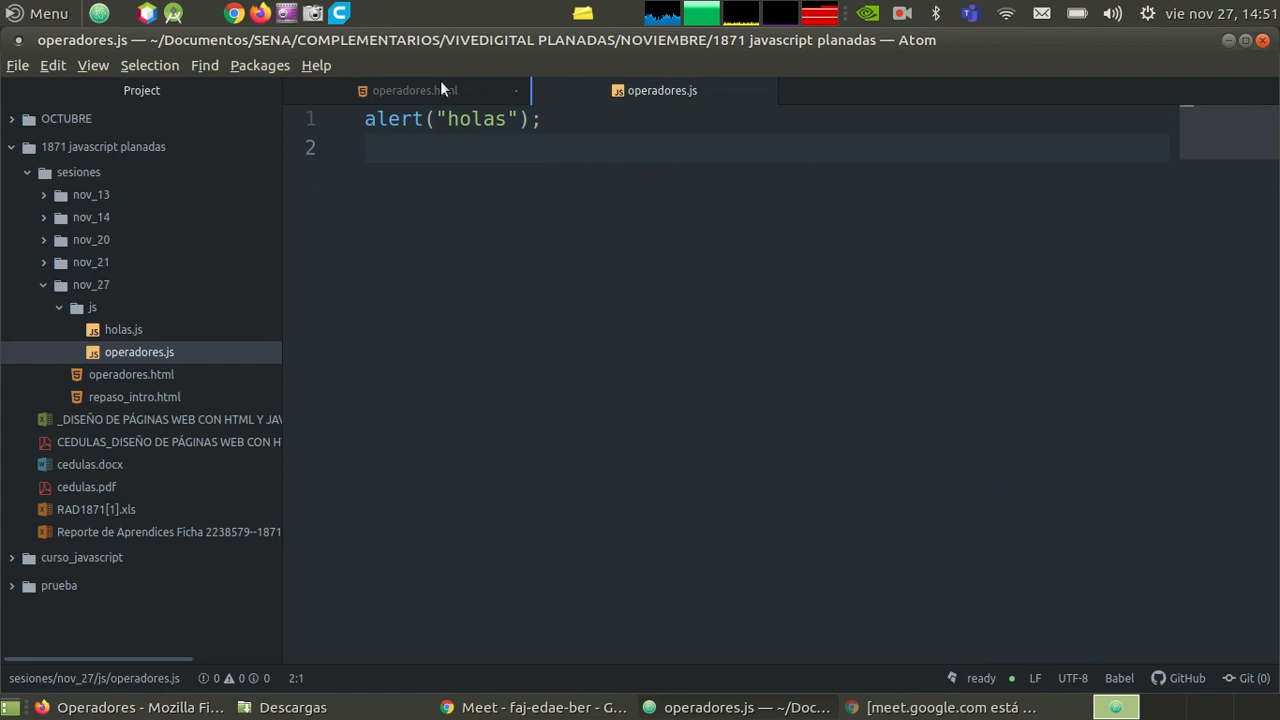 Menu
vie nov 27, 14:51
operadores.js — ~/Documentos/SENA/COMPLEMENTARIOS/VIVEDIGITAL PLANADAS/NOVIEMBRE/1871 javascript planadas — Atom
File Edit View Selection Find Packages Help
Project
operadores.html
operadores.js
OCTUBRE
1871 javascript planadas
sesiones
nov_13
nov_14
nov_20
nov_21
nov_27
js
holas.js
operadores.js
operadores.html
repaso_intro.html
_DISEÑO DE PÁGINAS WEB CON HTML Y JAV
CEDULAS_DISEÑO DE PÁGINAS WEB CON H
cedulas.docx
cedulas.pdf
RAD1871[1].xls
Reporte de Aprendices Ficha 2238579--1871
curso_javascript
prueba
1 alert("holas");
2
sesiones/nov_27/js/operadores.js 0 0 0 2:1
ready LF UTF-8 Babel GitHub Git (0)
Operadores - Mozilla Fi... Descargas Meet - faj-edae-ber - G... operadores.js — ~/Doc... [meet.google.com está ...